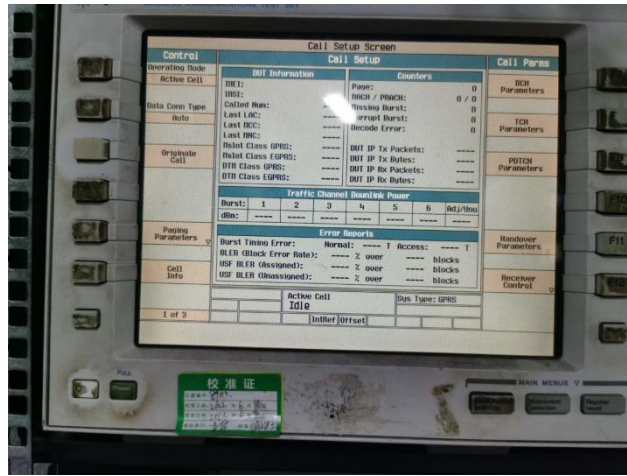 Call Setup Screen
Control
Call Setup
Call Parms
Operating Mode
Active Cell
Data Conn Type
Auto
Originate
Call
Paging
Parameters
Cell
Info
1 of 3
DUT Information
IMEI:
IMSI:
Called Num: ----
Last LAC: ----
Last MCC: ----
Last MNC: ----
Mslot Class GPRS: ----
Mslot Class EGPRS: ----
DTM Class GPRS: ----
DTM Class EGPRS: ----
Counters
Page: 0
RACH / PRACH: 0 / 0
Missing Burst: 0
Corrupt Burst: 0
Decode Error: 0
DUT IP Tx Packets: ----
DUT IP Tx Bytes: ----
DUT IP Rx Packets: ----
DUT IP Rx Bytes: ----
Traffic Channel Downlink Power
Burst: 1 2 3 4 5 6 Adj/Unu
dBm: ---- ---- ---- ---- ---- ---- ----
Error Reports
Burst Timing Error: Normal: ---- T Access: ---- T
BLER (Block Error Rate): ---- % over ---- blocks
USF BLER (Assigned): ---- % over ---- blocks
USF BLER (Unassigned): ---- % over ---- blocks
Active Cell
Idle
Sys Type: GPRS
IntRef Offset
BCH
Parameters
TCH
Parameters
PDTCH
Parameters
Handover
Parameters
Receiver
Control
F11
FULL
Preset
校准证
MAIN MENUS